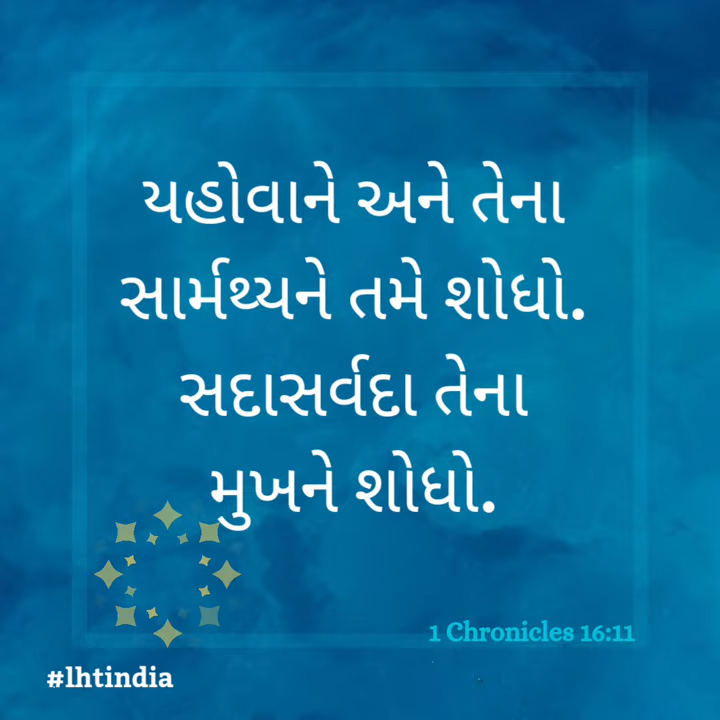 યહોવાને અને તેના
સાર્મથ્યને તમે શોધો.
સદાસર્વદા તેના
મુખને શોધો.
1 Chronicles 16:11
#lhtindia